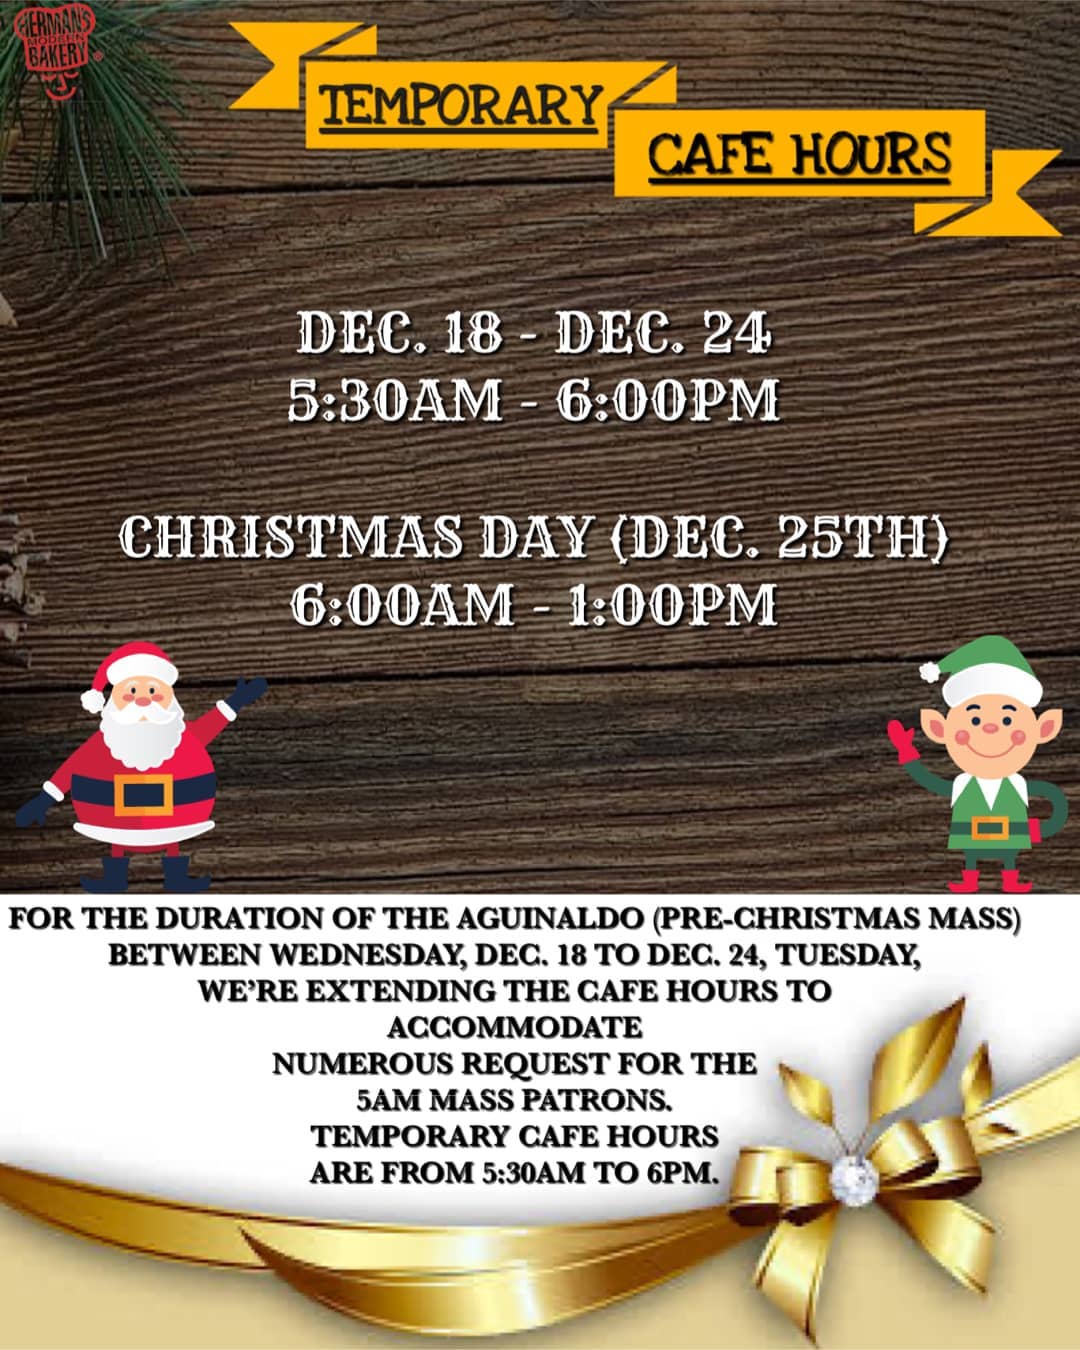 HERMAN'S
MODERN
BAKERY
TEMPORARY
CAFE HOURS
DEC. 18 - DEC. 24
5:30AM - 6:00PM
CHRISTMAS DAY (DEC. 25TH)
6:00AM - 1:00PM
FOR THE DURATION OF THE AGUINALDO (PRE-CHRISTMAS MASS)
BETWEEN WEDNESDAY, DEC. 18 TO DEC. 24, TUESDAY,
WE'RE EXTENDING THE CAFE HOURS TO
ACCOMMODATE
NUMEROUS REQUEST FOR THE
5AM MASS PATRONS.
TEMPORARY CAFE HOURS
ARE FROM 5:30AM TO 6PM.